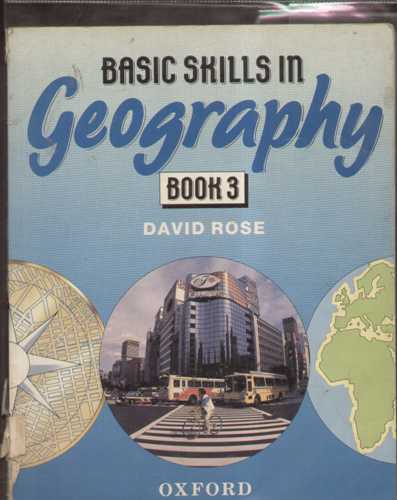 BASIC SKILLS IN
Geography
BOOK 3
DAVID ROSE
OXFORD